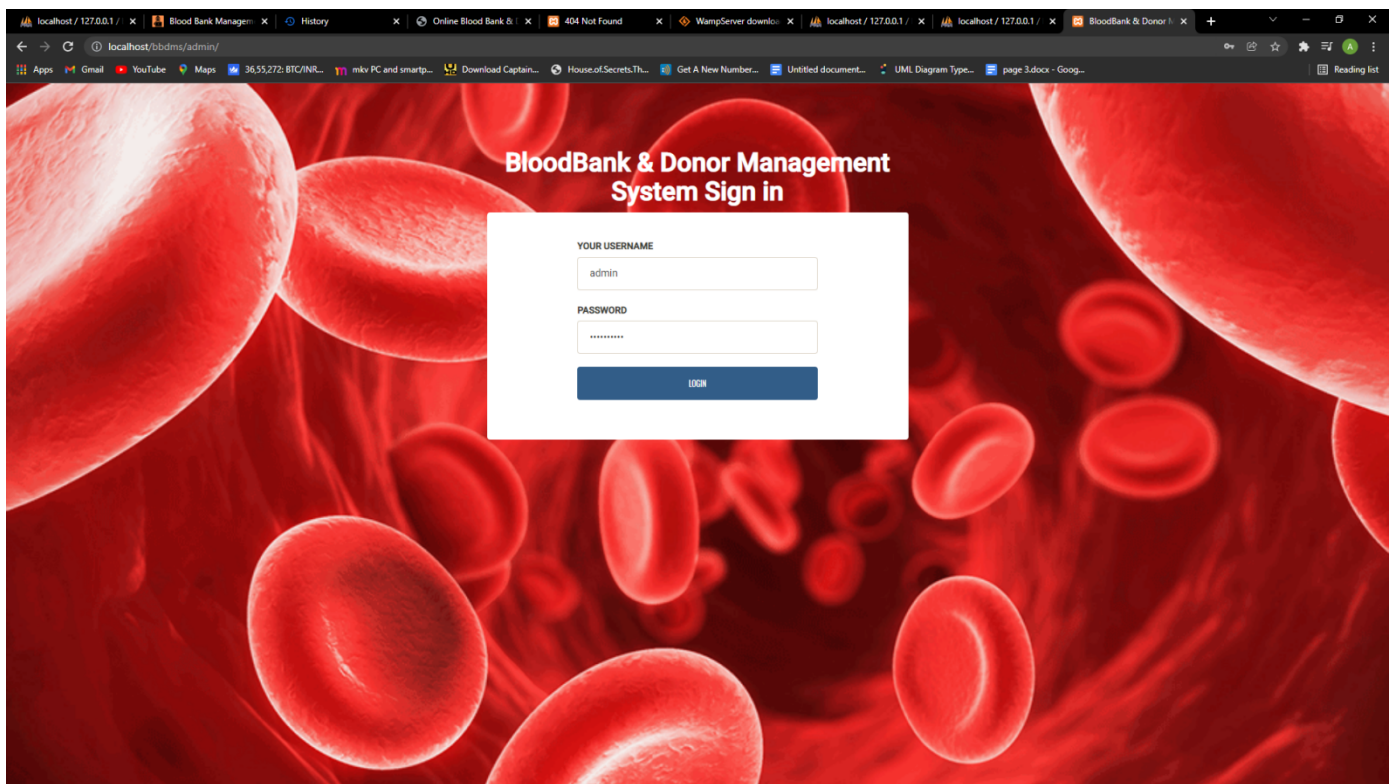 localhost / 127.0.0.1 / 
Blood Bank Managem
History
Online Blood Bank &
404 Not Found
WampServer downloa
localhost / 127.0.0.1 /
localhost / 127.0.0.1 /
BloodBank & Donor M
localhost/bbdms/admin/
Apps
Gmail
YouTube
Maps
36,55,272: BTC/INR...
mkv PC and smartp...
Download Captain...
House.of.Secrets.Th...
Get A New Number...
Untitled document...
UML Diagram Type...
page 3.docx - Goog...
Reading list
BloodBank & Donor Management
System Sign in
YOUR USERNAME
admin
PASSWORD
LOGIN